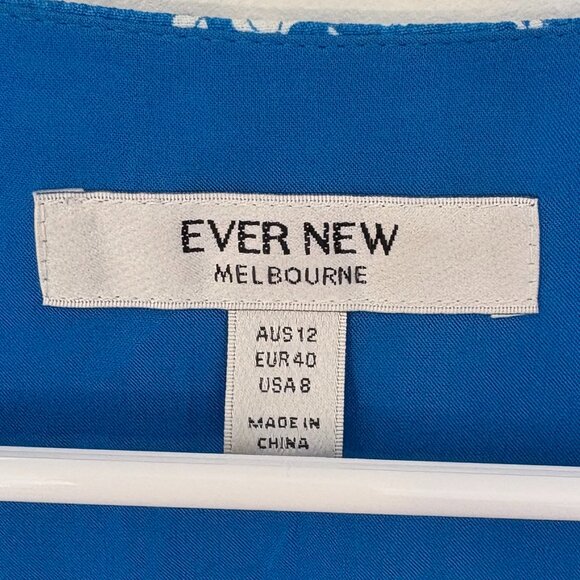 EVER NEW
MELBOURNE
AUS 12
EUR 40
USA 8
MADE IN
CHINA